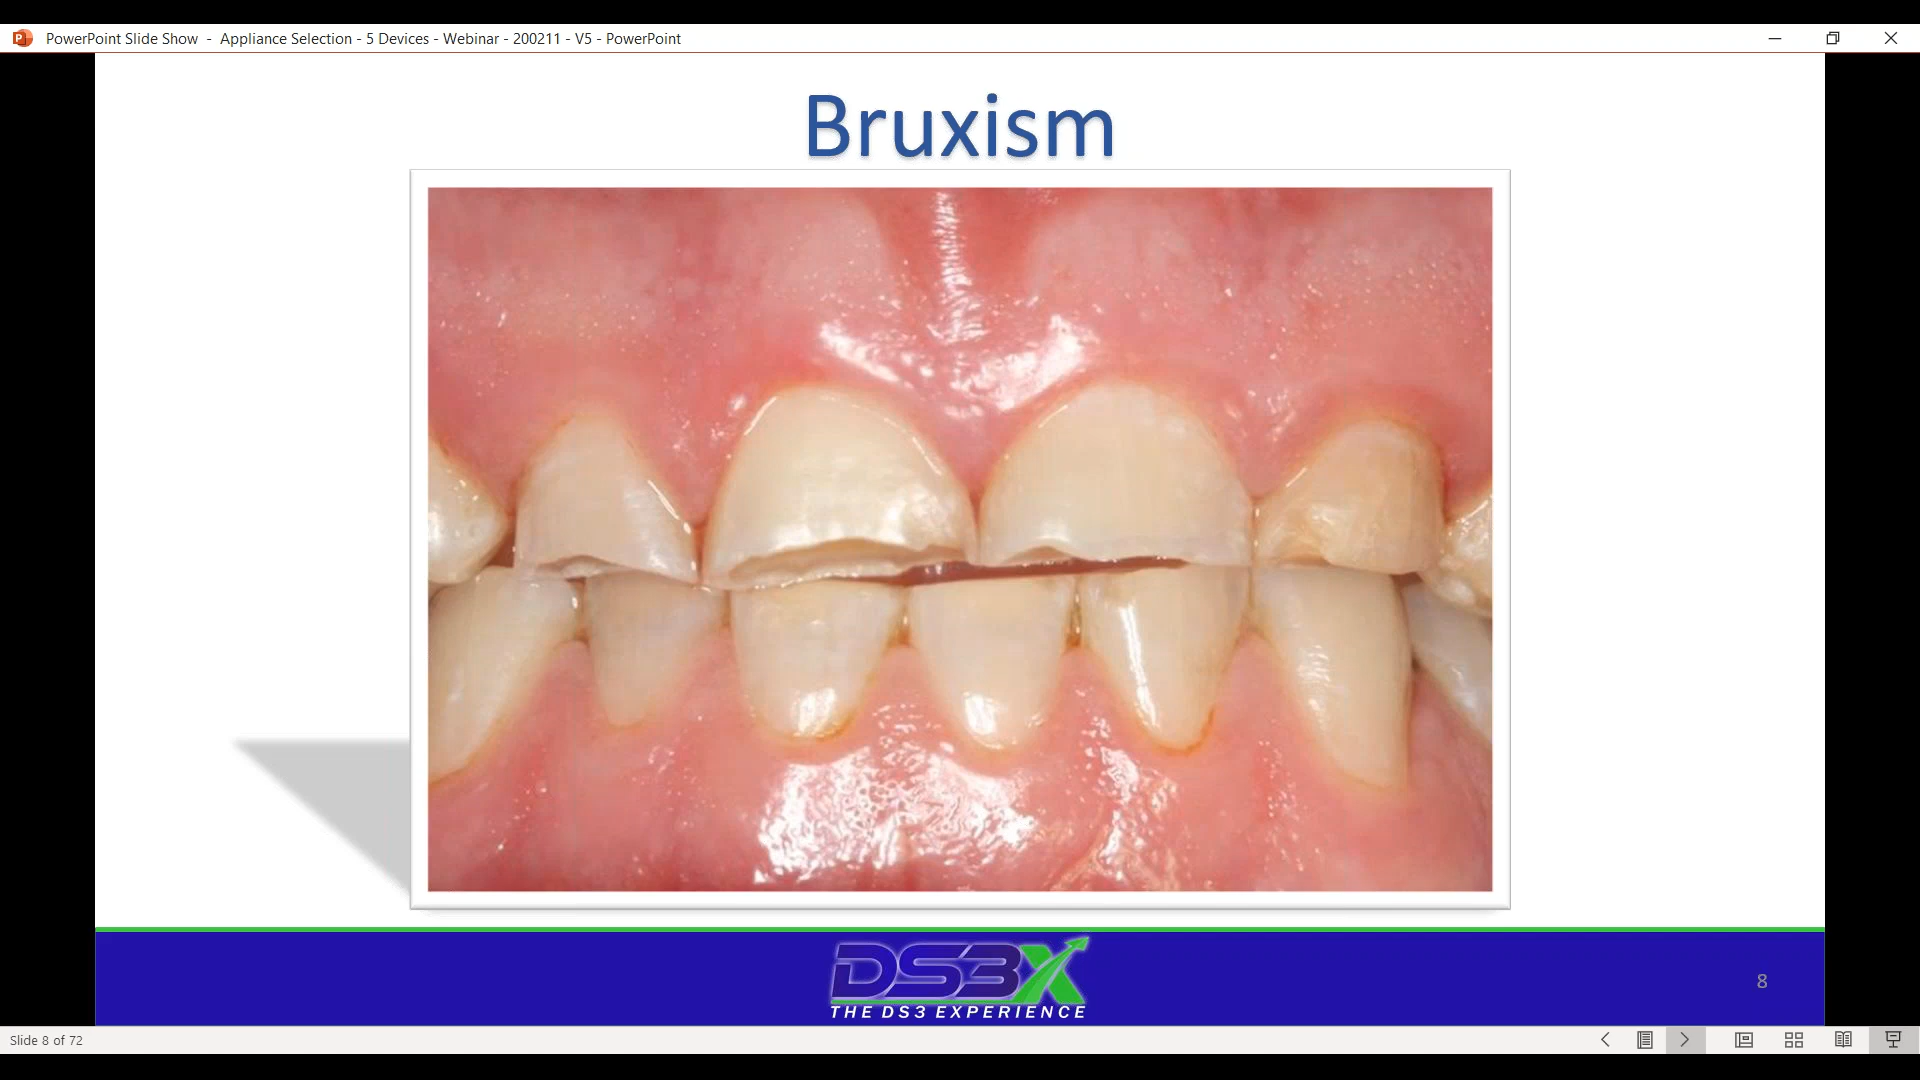 PowerPoint Slide Show - Appliance Selection - 5 Devices - Webinar - 200211 - V5 - PowerPoint
Bruxism
DS3X
THE DS3 EXPERIENCE
8
Slide 8 of 72